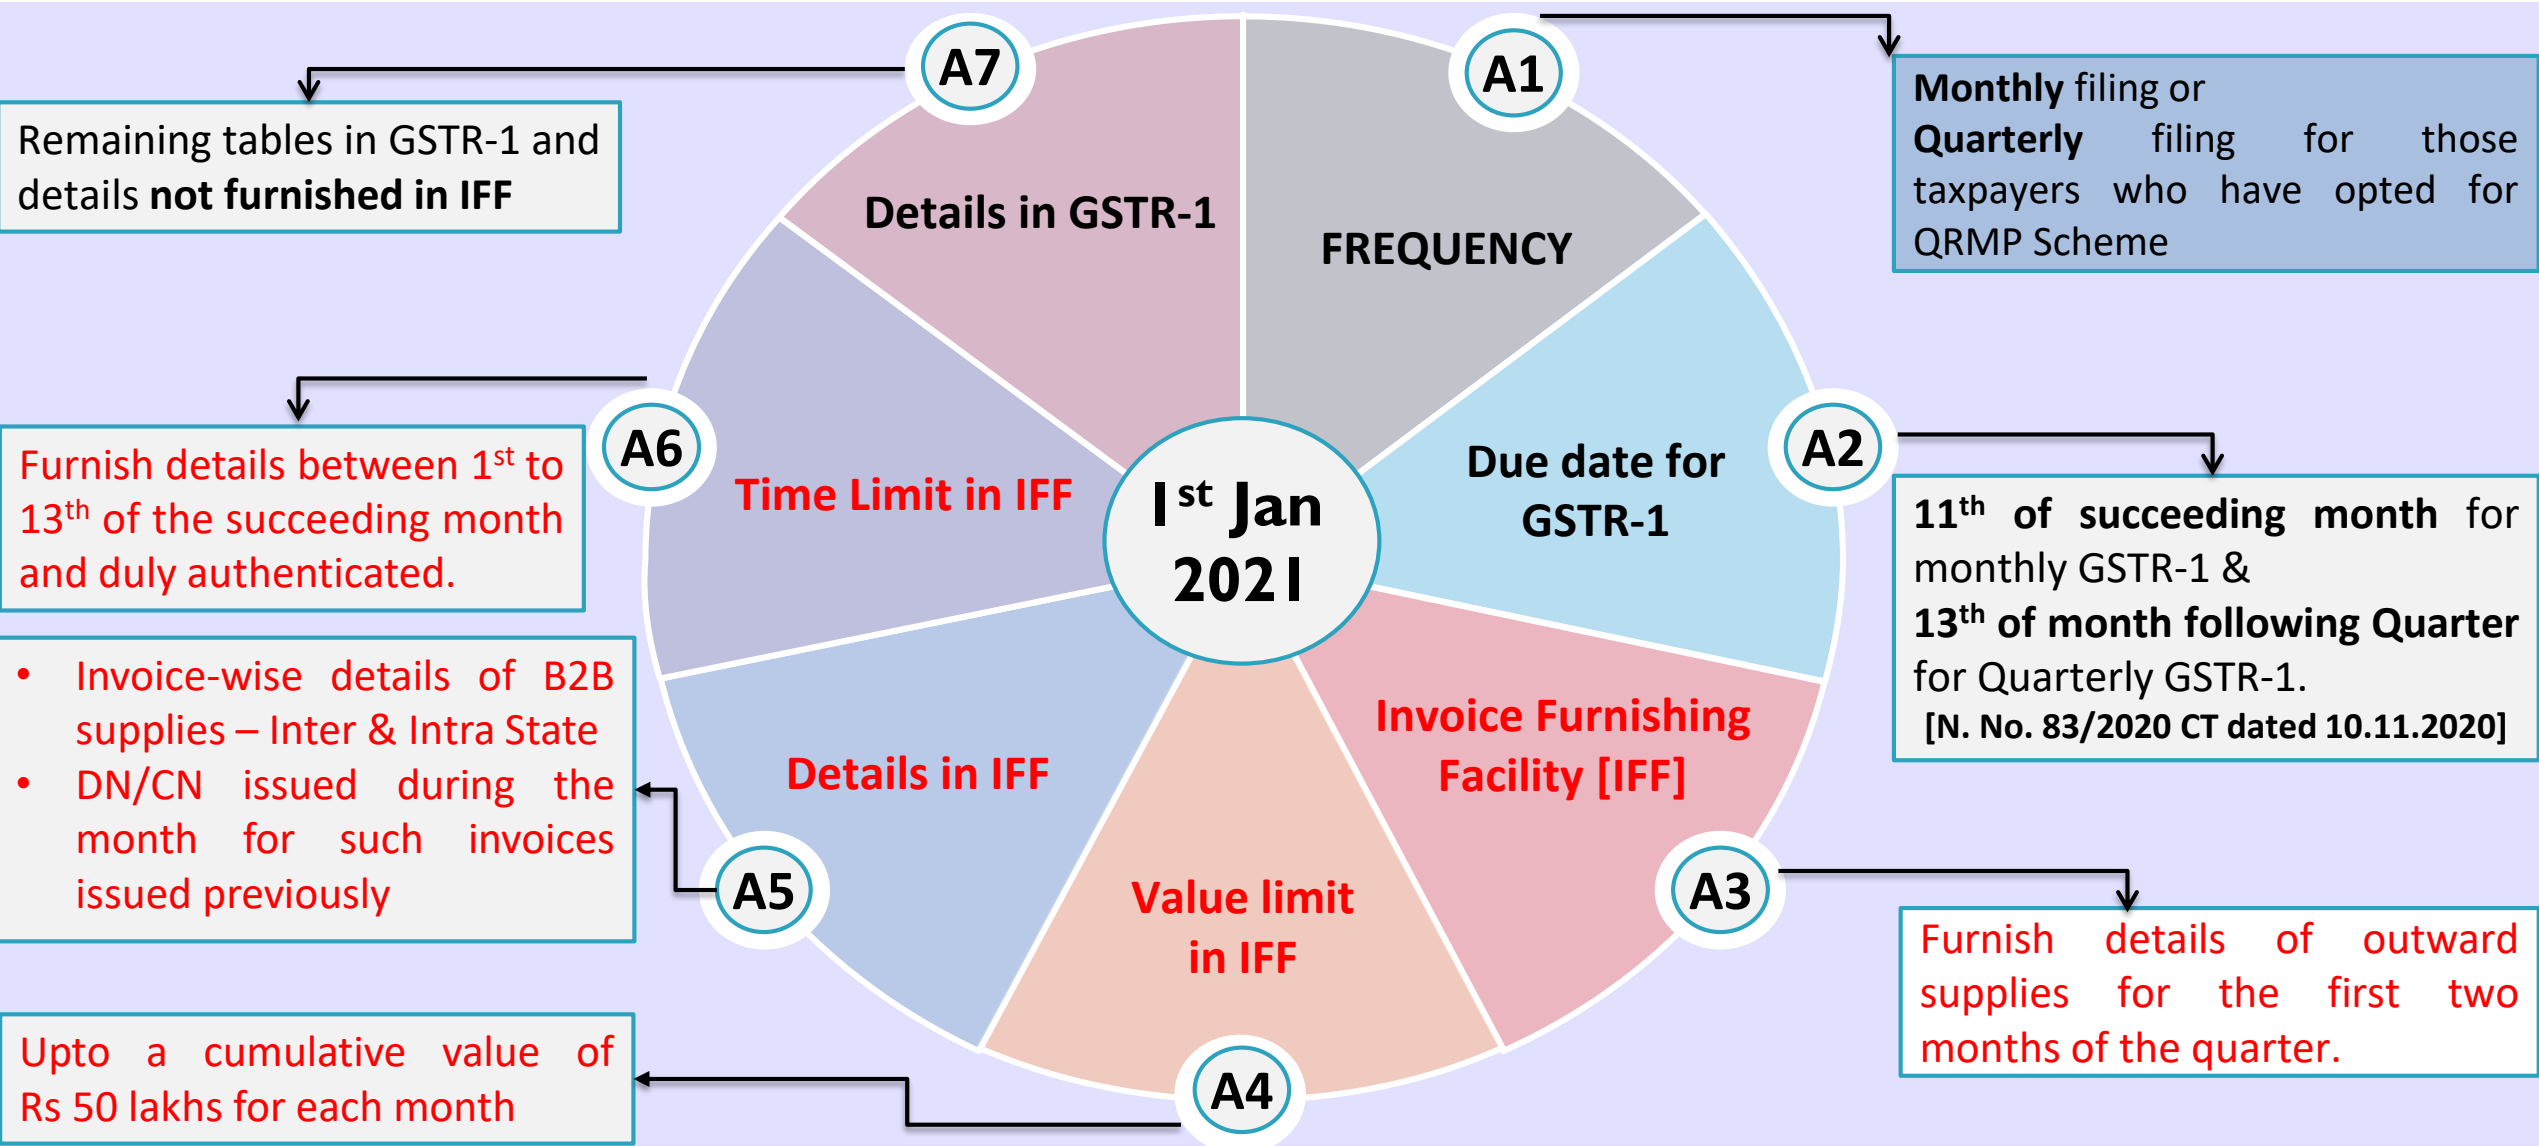 A1
FREQUENCY
Monthly filing or
Quarterly filing for those
taxpayers who have opted for
QRMP Scheme
A2
Due date for
GSTR-1
11th of succeeding month for
monthly GSTR-1 &
13th of month following Quarter
for Quarterly GSTR-1.
[N. No. 83/2020 CT dated 10.11.2020]
A3
Invoice Furnishing
Facility [IFF]
Furnish details of outward
supplies for the first two
months of the quarter.
A4
Value limit
in IFF
Upto a cumulative value of
Rs 50 lakhs for each month
A5
Details in IFF
• Invoice-wise details of B2B
supplies – Inter & Intra State
• DN/CN issued during the
month for such invoices
issued previously
A6
Time Limit in IFF
Furnish details between 1st to
13th of the succeeding month
and duly authenticated.
A7
Details in GSTR-1
Remaining tables in GSTR-1 and
details not furnished in IFF
1st Jan
2021